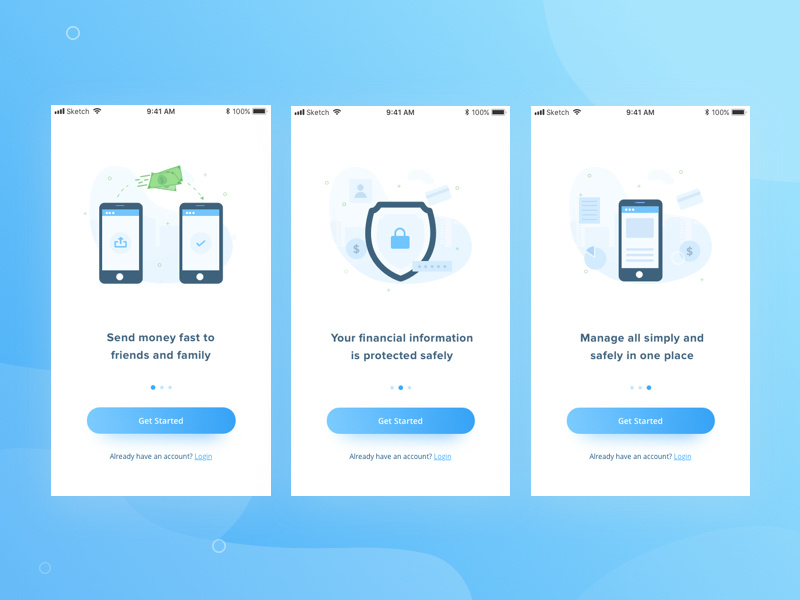 Sketch 9:41 AM 100%
$
Send money fast to
friends and family
Get Started
Already have an account? Login
Sketch 9:41 AM 100%
$
Your financial information
is protected safely
Get Started
Already have an account? Login
Sketch 9:41 AM 100%
$
Manage all simply and
safely in one place
Get Started
Already have an account? Login